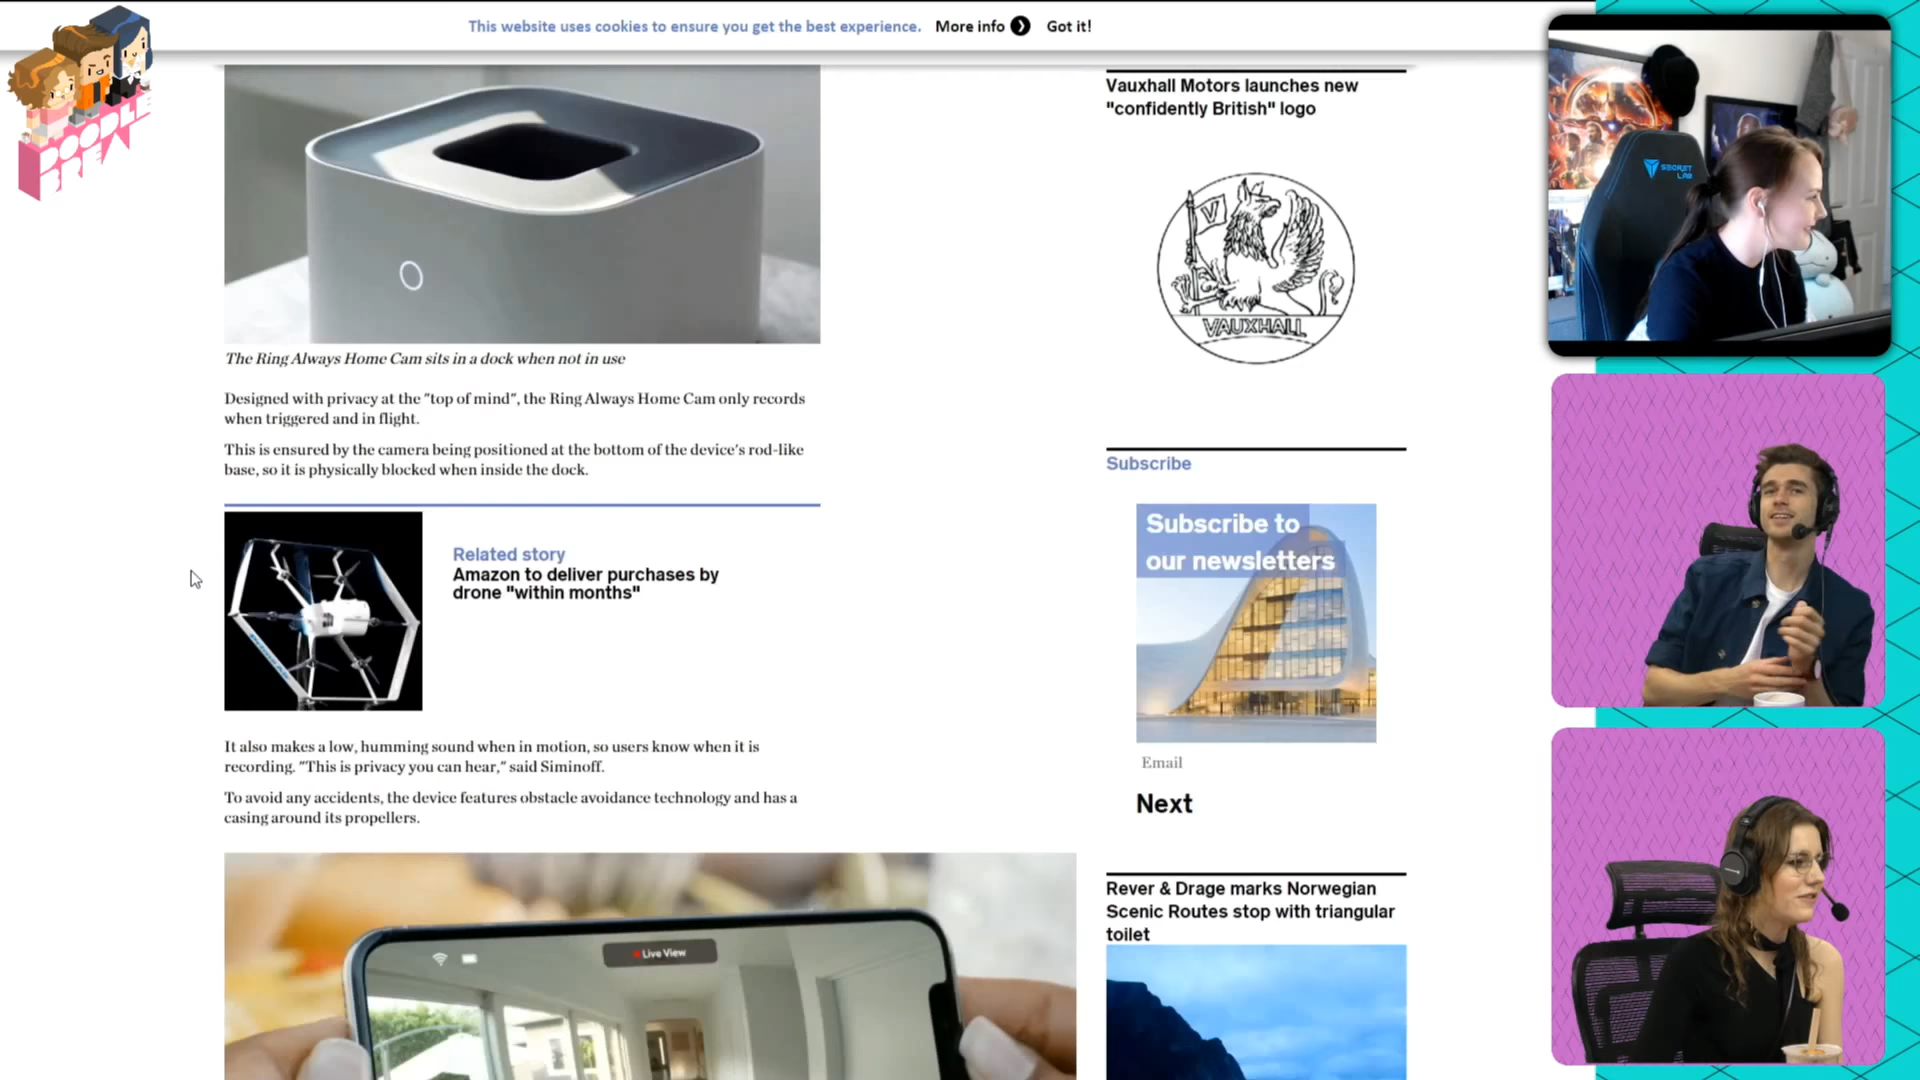 This website uses cookies to ensure you get the best experience. More info Got it!
DOODLE
BREW
The Ring Always Home Cam sits in a dock when not in use
Designed with privacy at the "top of mind", the Ring Always Home Cam only records
when triggered and in flight.
This is ensured by the camera being positioned at the bottom of the device's rod-like
base, so it is physically blocked when inside the dock.
Related story
Amazon to deliver purchases by
drone "within months"
It also makes a low, humming sound when in motion, so users know when it is
recording. "This is privacy you can hear," said Siminoff.
To avoid any accidents, the device features obstacle avoidance technology and has a
casing around its propellers.
Live View
Vauxhall Motors launches new
"confidently British" logo
V
VAUXHALL
Subscribe
Subscribe to
our newsletters
Email
Next
Rever & Drage marks Norwegian
Scenic Routes stop with triangular
toilet
SECRET
LAB